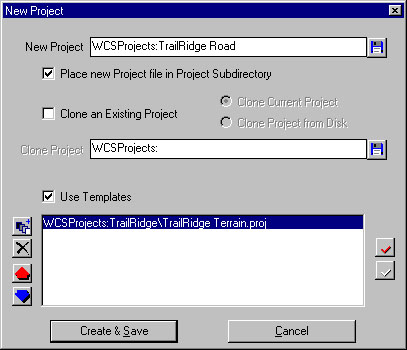 New Project
New Project WCSProjects:TrailRidge Road
Place new Project file in Project Subdirectory
Clone an Existing Project
Clone Current Project
Clone Project from Disk
Clone Project WCSProjects:
Use Templates
WCSProjects:TrailRidge\TrailRidge Terrain.proj
Create & Save Cancel